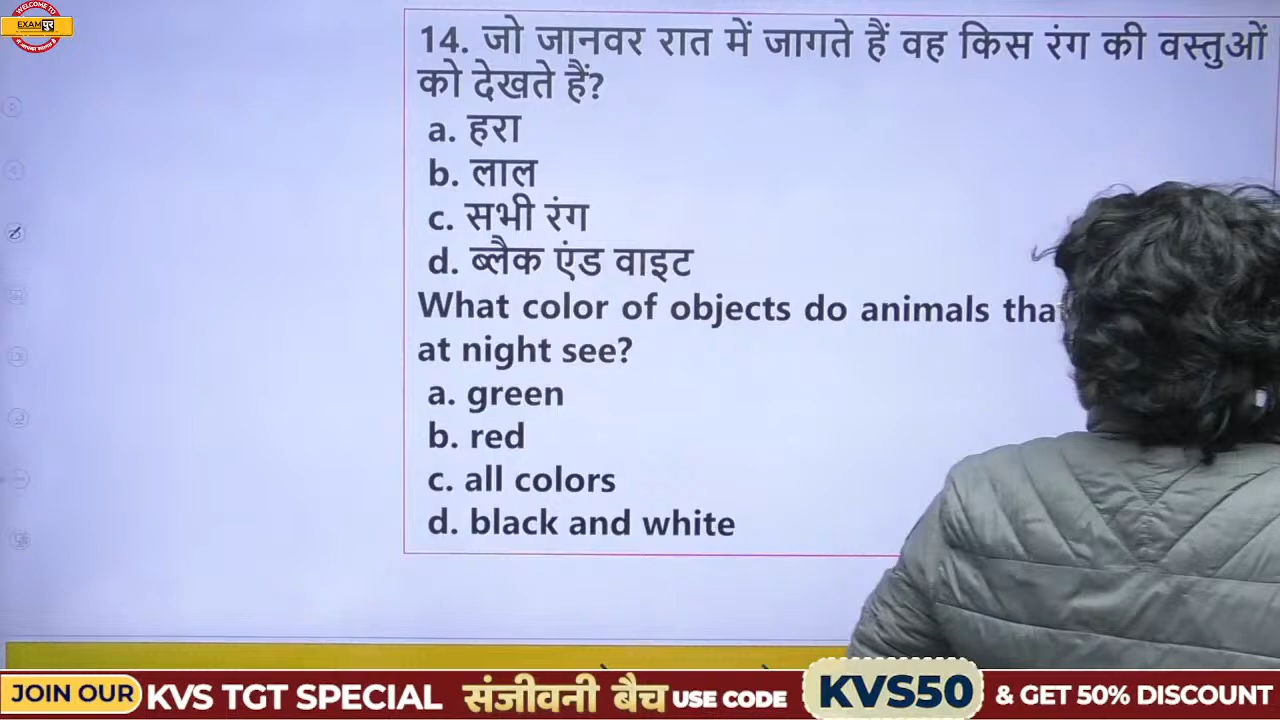 WELCOME TO
EXAMपुर
14. जो जानवर रात में जागते हैं वह किस रंग की वस्तुओं
को देखते हैं?
a. हरा
b. लाल
c. सभी रंग
d. ब्लैक एंड वाइट
What color of objects do animals
at night see?
a. green
b. red
c. all colors
d. black and white
JOIN OUR KVS TGT SPECIAL संजीवनी बैच USE CODE KVS50 & GET 50% DISCOUNT